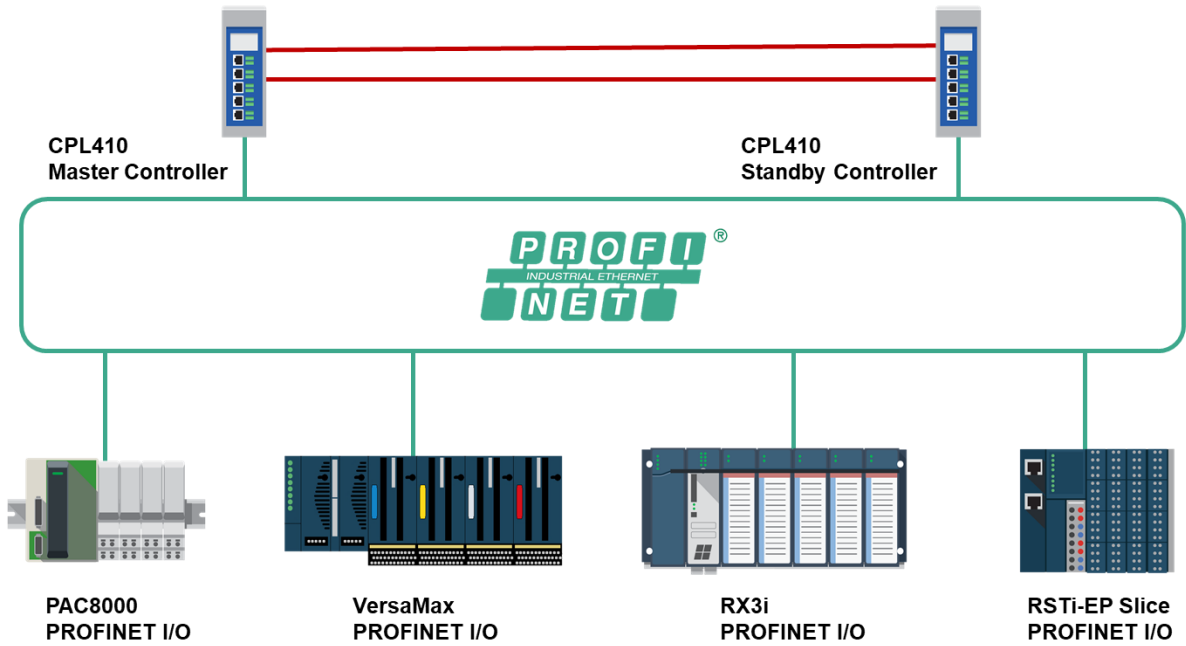 CPL410
Master Controller
CPL410
Standby Controller
PROFI®
INDUSTRIAL ETHERNET
NET
PAC8000
PROFINET I/O
VersaMax
PROFINET I/O
RX3i
PROFINET I/O
RSTi-EP Slice
PROFINET I/O